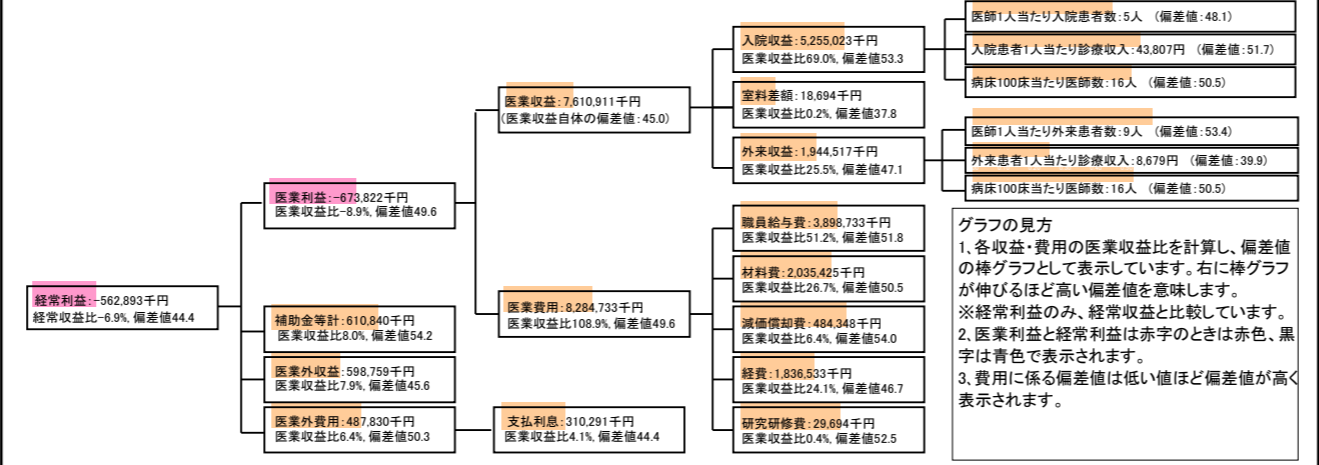 経常利益:-562,893千円
経常収益比-6.9%, 偏差値44.4
医業利益:-673,822千円
医業収益比-8.9%, 偏差値49.6
補助金等計:610,840千円
医業収益比8.0%, 偏差値54.2
医業外収益:598,759千円
医業収益比7.9%, 偏差値45.6
医業外費用:487,830千円
医業収益比6.4%, 偏差値50.3
医業収益:7,610,911千円
(医業収益自体の偏差値:45.0)
医業費用:8,284,733千円
医業収益比108.9%, 偏差値49.6
支払利息:310,291千円
医業収益比4.1%, 偏差値44.4
入院収益:5,255,023千円
医業収益比69.0%, 偏差値53.3
室料差額:18,694千円
医業収益比0.2%, 偏差値37.8
外来収益:1,944,517千円
医業収益比25.5%, 偏差値47.1
職員給与費:3,898,733千円
医業収益比51.2%, 偏差値51.8
材料費:2,035,425千円
医業収益比26.7%, 偏差値50.5
減価償却費:484,348千円
医業収益比6.4%, 偏差値54.0
経費:1,836,533千円
医業収益比24.1%, 偏差値46.7
研究研修費:29,694千円
医業収益比0.4%, 偏差値52.5
医師1人当たり入院患者数:5人 (偏差値:48.1)
入院患者1人当たり診療収入:43,807円 (偏差値:51.7)
病床100床当たり医師数:16人 (偏差値:50.5)
医師1人当たり外来患者数:9人 (偏差値:53.4)
外来患者1人当たり診療収入:8,679円 (偏差値:39.9)
病床100床当たり医師数:16人 (偏差値:50.5)
グラフの見方
1、各収益・費用の医業収益比を計算し、偏差値
の棒グラフとして表示しています。右に棒グラフ
が伸びるほど高い偏差値を意味します。
※経常利益のみ、経常収益と比較しています。
2、医業利益と経常利益は赤字のときは赤色、黒
字は青色で表示されます。
3、費用に係る偏差値は低い値ほど偏差値が高く
表示されます。